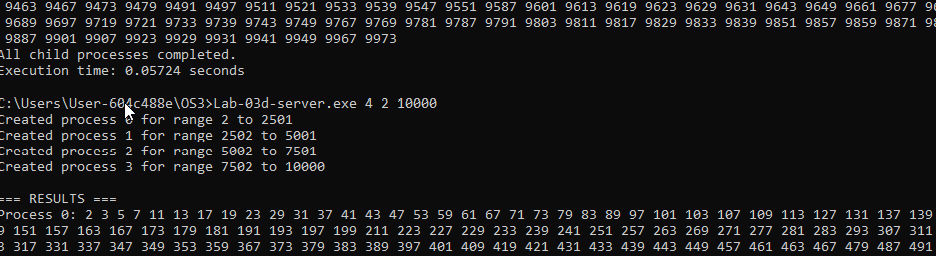 9463 9467 9473 9479 9491 9497 9511 9521 9533 9539 9547 9551 9587 9601 9613 9619 9623 9629 9631 9643 9649 9661 9677
9689 9697 9719 9721 9733 9739 9743 9749 9767 9769 9781 9787 9791 9803 9811 9817 9829 9833 9839 9851 9857 9859 9871
9887 9901 9907 9923 9929 9931 9941 9949 9967 9973
All child processes completed.
Execution time: 0.05724 seconds
C:\Users\User-604c488e\OS3>Lab-03d-server.exe 4 2 10000
Created process 0 for range 2 to 2501
Created process 1 for range 2502 to 5001
Created process 2 for range 5002 to 7501
Created process 3 for range 7502 to 10000
=== RESULTS ===
Process 0: 2 3 5 7 11 13 17 19 23 29 31 37 41 43 47 53 59 61 67 71 73 79 83 89 97 101 103 107 109 113 127 131 137 139
9 151 157 163 167 173 179 181 191 193 197 199 211 223 227 229 233 239 241 251 257 263 269 271 277 281 283 293 307 311
3 317 331 337 347 349 353 359 367 373 379 383 389 397 401 409 419 421 431 433 439 443 449 457 461 463 467 479 487 491